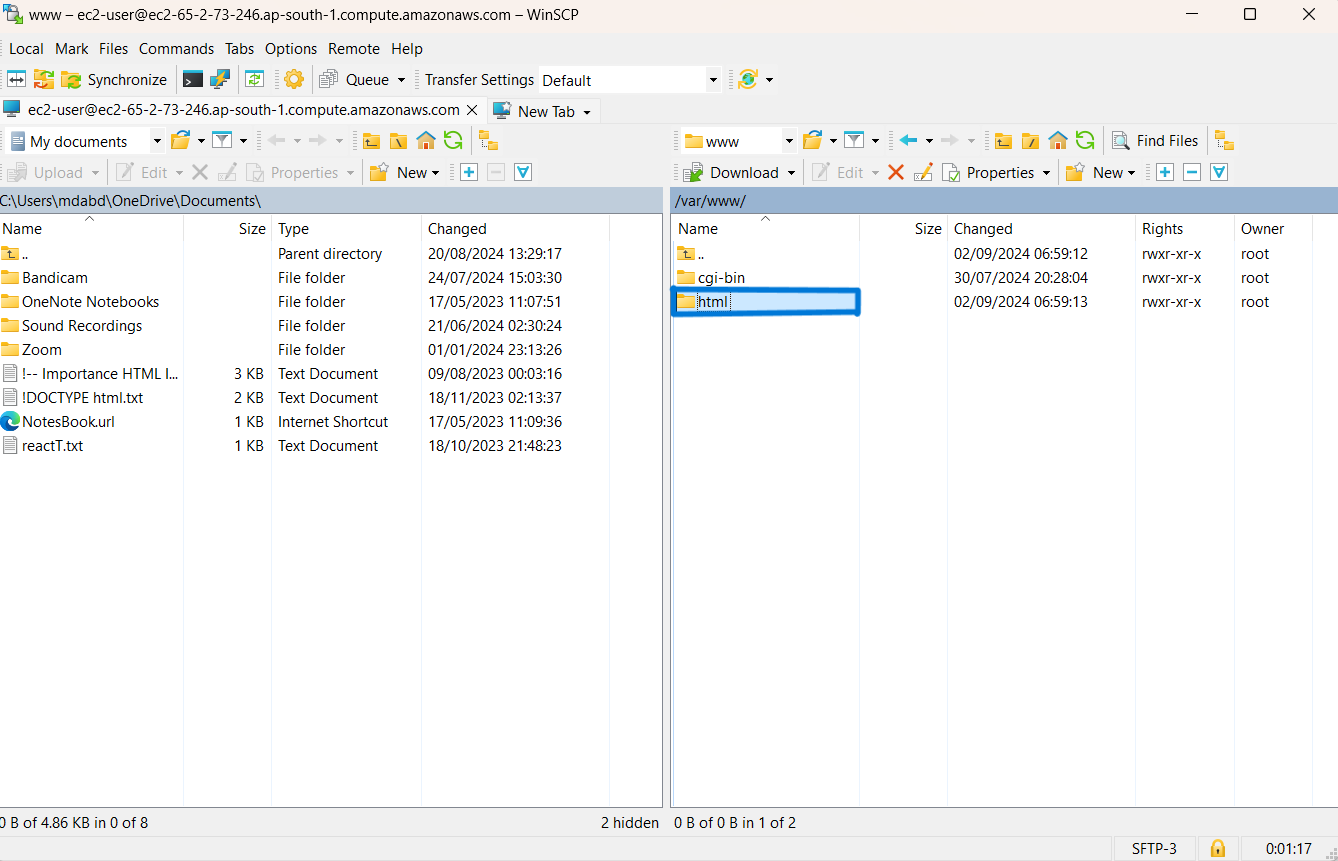 www – ec2-user@ec2-65-2-73-246.ap-south-1.compute.amazonaws.com – WinSCP
Local Mark Files Commands Tabs Options Remote Help
Synchronize Queue Transfer Settings Default
ec2-user@ec2-65-2-73-246.ap-south-1.compute.amazonaws.com New Tab
My documents
Upload Edit Properties New
C:\Users\mdabd\OneDrive\Documents\
Name Size Type Changed
.. Parent directory 20/08/2024 13:29:17
Bandicam File folder 24/07/2024 15:03:30
OneNote Notebooks File folder 17/05/2023 11:07:51
Sound Recordings File folder 21/06/2024 02:30:24
Zoom File folder 01/01/2024 23:13:26
!-- Importance HTML I... 3 KB Text Document 09/08/2023 00:03:16
!DOCTYPE html.txt 2 KB Text Document 18/11/2023 02:13:37
NotesBook.url 1 KB Internet Shortcut 17/05/2023 11:09:36
reactT.txt 1 KB Text Document 18/10/2023 21:48:23
0 B of 4.86 KB in 0 of 8 2 hidden
www Find Files
Download Edit Properties New
/var/www/
Name Size Changed Rights Owner
.. 02/09/2024 06:59:12 rwxr-xr-x root
cgi-bin 30/07/2024 20:28:04 rwxr-xr-x root
html 02/09/2024 06:59:13 rwxr-xr-x root
0 B of 0 B in 1 of 2
SFTP-3 0:01:17